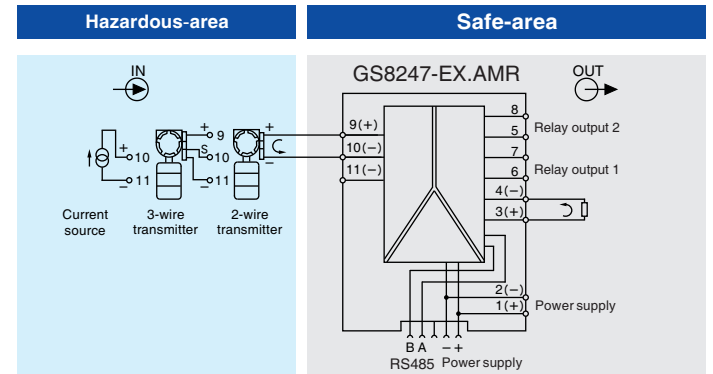 Hazardous-area
Safe-area
IN
GS8247-EX.AMR
OUT
9(+)
10(−)
11(−)
8
5
Relay output 2
7
6
Relay output 1
4(−)
3(+)
2(−)
1(+)
Power supply
+
10
−
11
+
9
S
10
−
11
+
−
Current
source
3-wire
transmitter
2-wire
transmitter
B A − +
RS485 Power supply